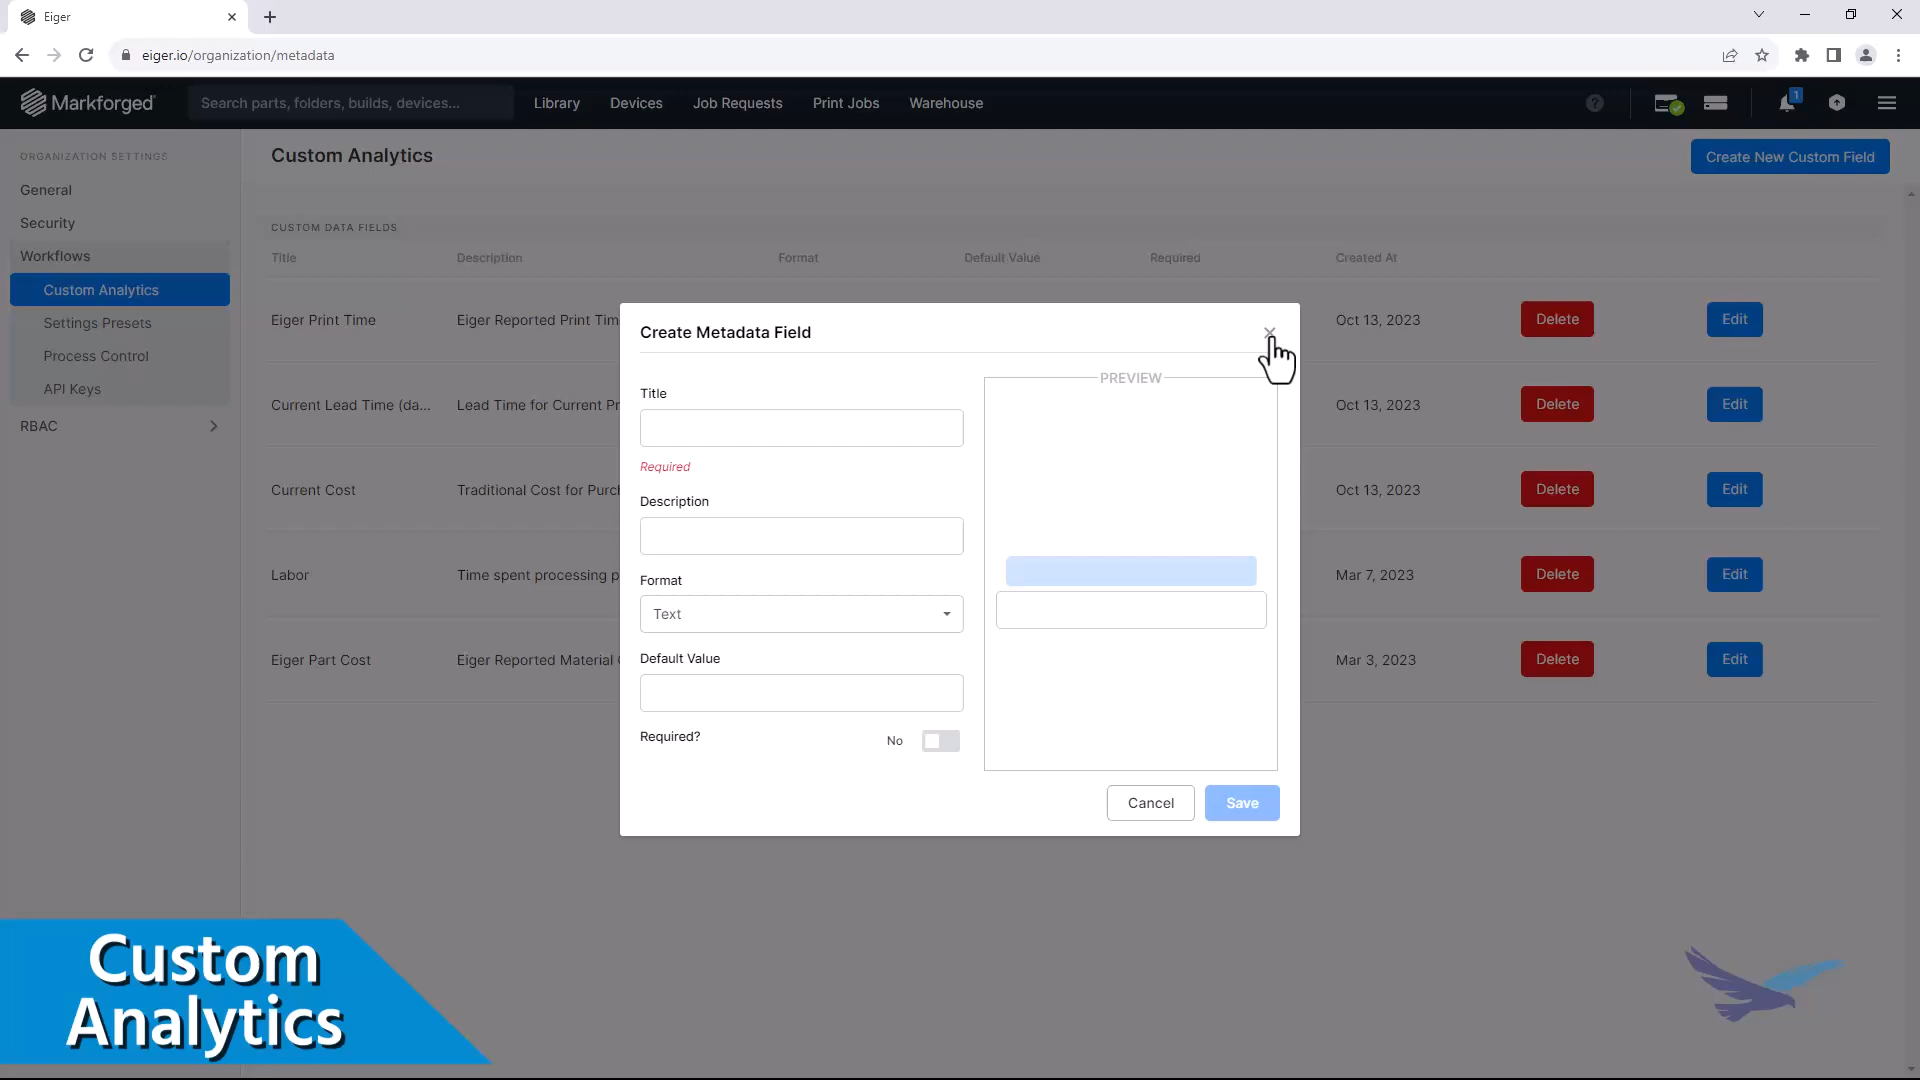 Eiger
eiger.io/organization/metadata
Markforged
Search parts, folders, builds, devices...
Library
Devices
Job Requests
Print Jobs
Warehouse
?
1
ORGANIZATION SETTINGS
General
Security
Workflows
Custom Analytics
Settings Presets
Process Control
API Keys
RBAC
Custom Analytics
Create New Custom Field
CUSTOM DATA FIELDS
Title Description Format Default Value Required Created At
Eiger Print Time Eiger Reported Print Tim Oct 13, 2023 Delete Edit
Current Lead Time (da... Lead Time for Current Pr Oct 13, 2023 Delete Edit
Current Cost Traditional Cost for Purch Oct 13, 2023 Delete Edit
Labor Time spent processing p Mar 7, 2023 Delete Edit
Eiger Part Cost Eiger Reported Material Mar 3, 2023 Delete Edit
Create Metadata Field
Title
Required
Description
Format
Text
Default Value
Required?
No
PREVIEW
Cancel
Save
Custom
Analytics